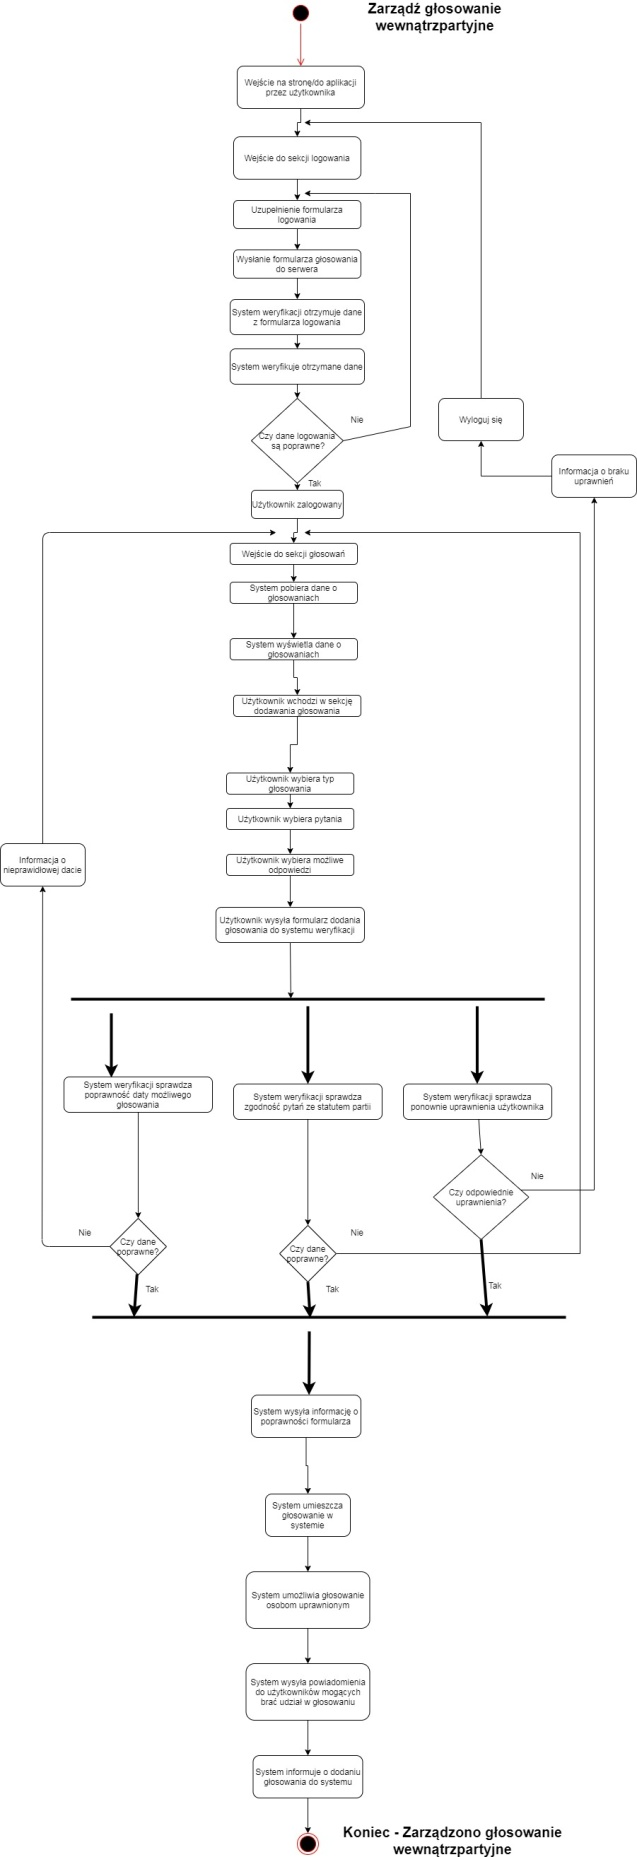 Zarządź głosowanie
wewnątrzpartyjne
Wejście na stronę/do aplikacji
przez użytkownika
Wejście do sekcji logowania
Uzupełnienie formularza
logowania
Wysłanie formularza głosowania
do serwera
System weryfikacji otrzymuje dane
z formularza logowania
System weryfikuje otrzymane dane
Czy dane logowania
są poprawne?
Nie
Tak
Wyloguj się
Informacja o braku
uprawnień
Użytkownik zalogowany
Wejście do sekcji głosowań
System pobiera dane o
głosowaniach
System wyświetla dane o
głosowaniach
Użytkownik wchodzi w sekcję
dodawania głosowania
Użytkownik wybiera typ
głosowania
Użytkownik wybiera pytania
Użytkownik wybiera możliwe
odpowiedzi
Informacja o
nieprawidłowej dacie
Użytkownik wysyła formularz dodania
głosowania do systemu weryfikacji
System weryfikacji sprawdza
poprawność daty możliwego
głosowania
System weryfikacji sprawdza
zgodność pytań ze statutem partii
System weryfikacji sprawdza
ponownie uprawnienia użytkownika
Czy odpowiednie
uprawnienia?
Nie
Nie
Czy dane
poprawne?
Nie
Czy dane
poprawne?
Tak
Tak
Tak
System wysyła informację o
poprawności formularza
System umieszcza
głosowanie w
systemie
System umożliwia głosowanie
osobom uprawnionym
System wysyła powiadomienia
do użytkowników mogących
brać udział w głosowaniu
System informuje o dodaniu
głosowania do systemu
Koniec - Zarządzono głosowanie
wewnątrzpartyjne